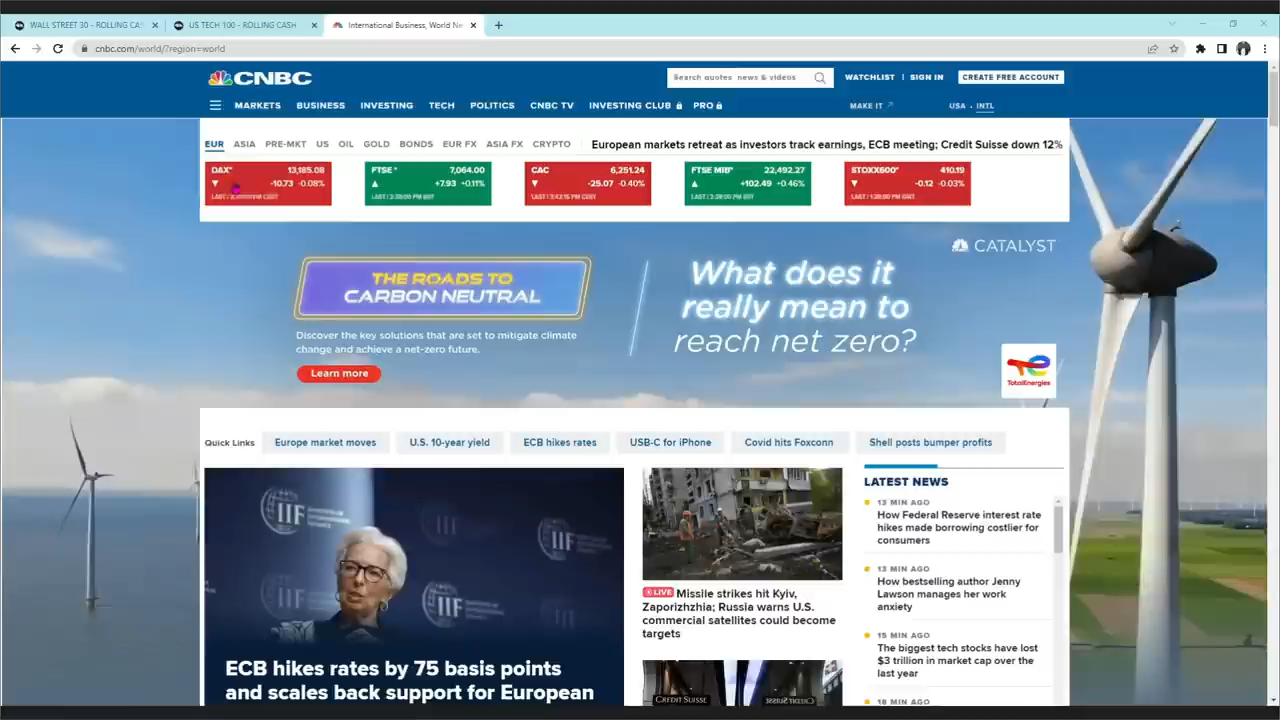 WALL STREET 30 - ROLLING CA
US TECH 100 - ROLLING CASH
International Business, World Ne
cnbc.com/world/?region=world
CNBC
Search quotes news & videos
WATCHLIST | SIGN IN
CREATE FREE ACCOUNT
MARKETS BUSINESS INVESTING TECH POLITICS CNBC TV INVESTING CLUB PRO
MAKE IT
USA · INTL
EUR ASIA PRE-MKT US OIL GOLD BONDS EUR FX ASIA FX CRYPTO
European markets retreat as investors track earnings, ECB meeting; Credit Suisse down 12%
DAX* 13,185.08
-10.73 -0.08%
FTSE* 7,064.00
+7.93 +0.11%
CAC 6,251.24
-25.07 -0.40%
FTSE MIB* 22,492.27
+102.49 +0.46%
STOXX600* 410.19
-0.12 -0.03%
CATALYST
THE ROADS TO
CARBON NEUTRAL
Discover the key solutions that are set to mitigate climate
change and achieve a net-zero future.
Learn more
What does it
really mean to
reach net zero?
TotalEnergies
Quick Links
Europe market moves
U.S. 10-year yield
ECB hikes rates
USB-C for iPhone
Covid hits Foxconn
Shell posts bumper profits
IIF
IIF
IIF
ECB hikes rates by 75 basis points
and scales back support for European
LIVE Missile strikes hit Kyiv,
Zaporizhzhia; Russia warns U.S.
commercial satellites could become
targets
CREDIT SUISSE
LATEST NEWS
13 MIN AGO
How Federal Reserve interest rate
hikes made borrowing costlier for
consumers
13 MIN AGO
How bestselling author Jenny
Lawson manages her work
anxiety
15 MIN AGO
The biggest tech stocks have lost
$3 trillion in market cap over the
last year
18 MIN AGO